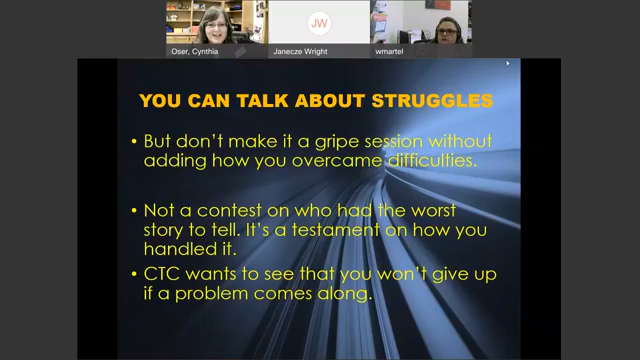 JW
Oser, Cynthia
Janecze Wright
wmartel
YOU CAN TALK ABOUT STRUGGLES
• But don't make it a gripe session without
adding how you overcame difficulties.
• Not a contest on who had the worst
story to tell. It's a testament on how you
handled it.
• CTC wants to see that you won't give up
if a problem comes along.